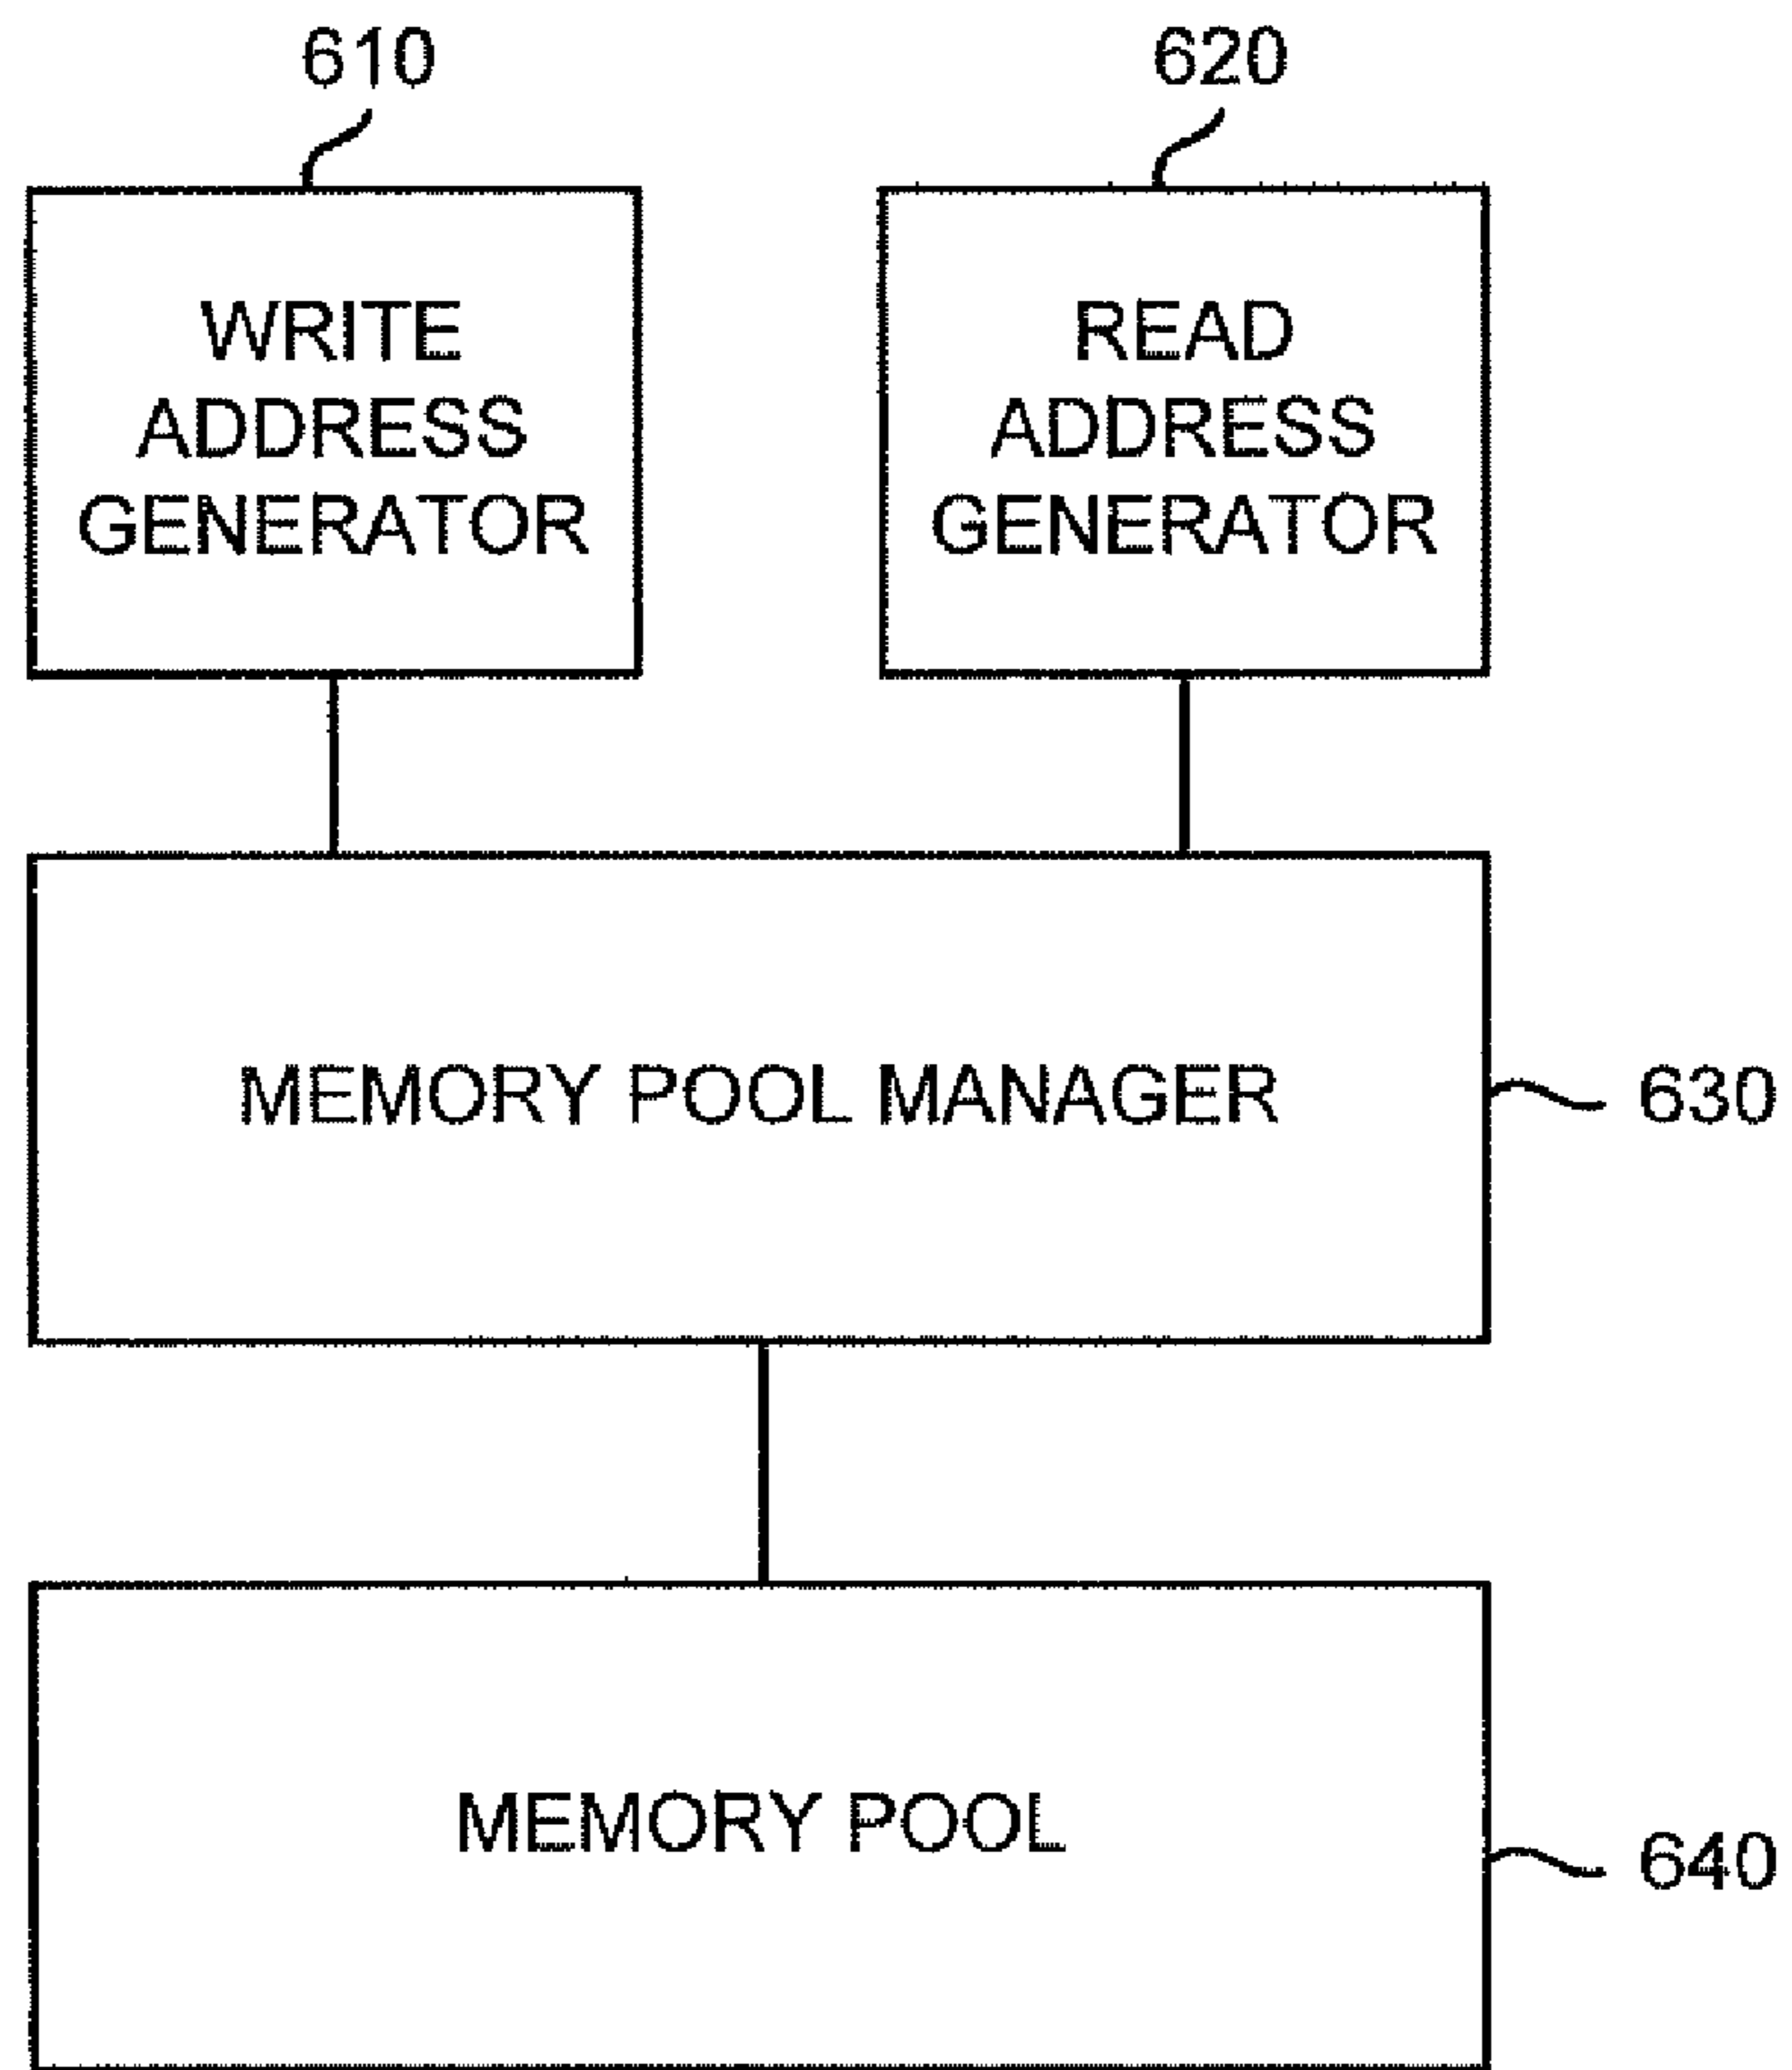 610
620
WRITE
ADDRESS
GENERATOR
READ
ADDRESS
GENERATOR
MEMORY POOL MANAGER
630
MEMORY POOL
640